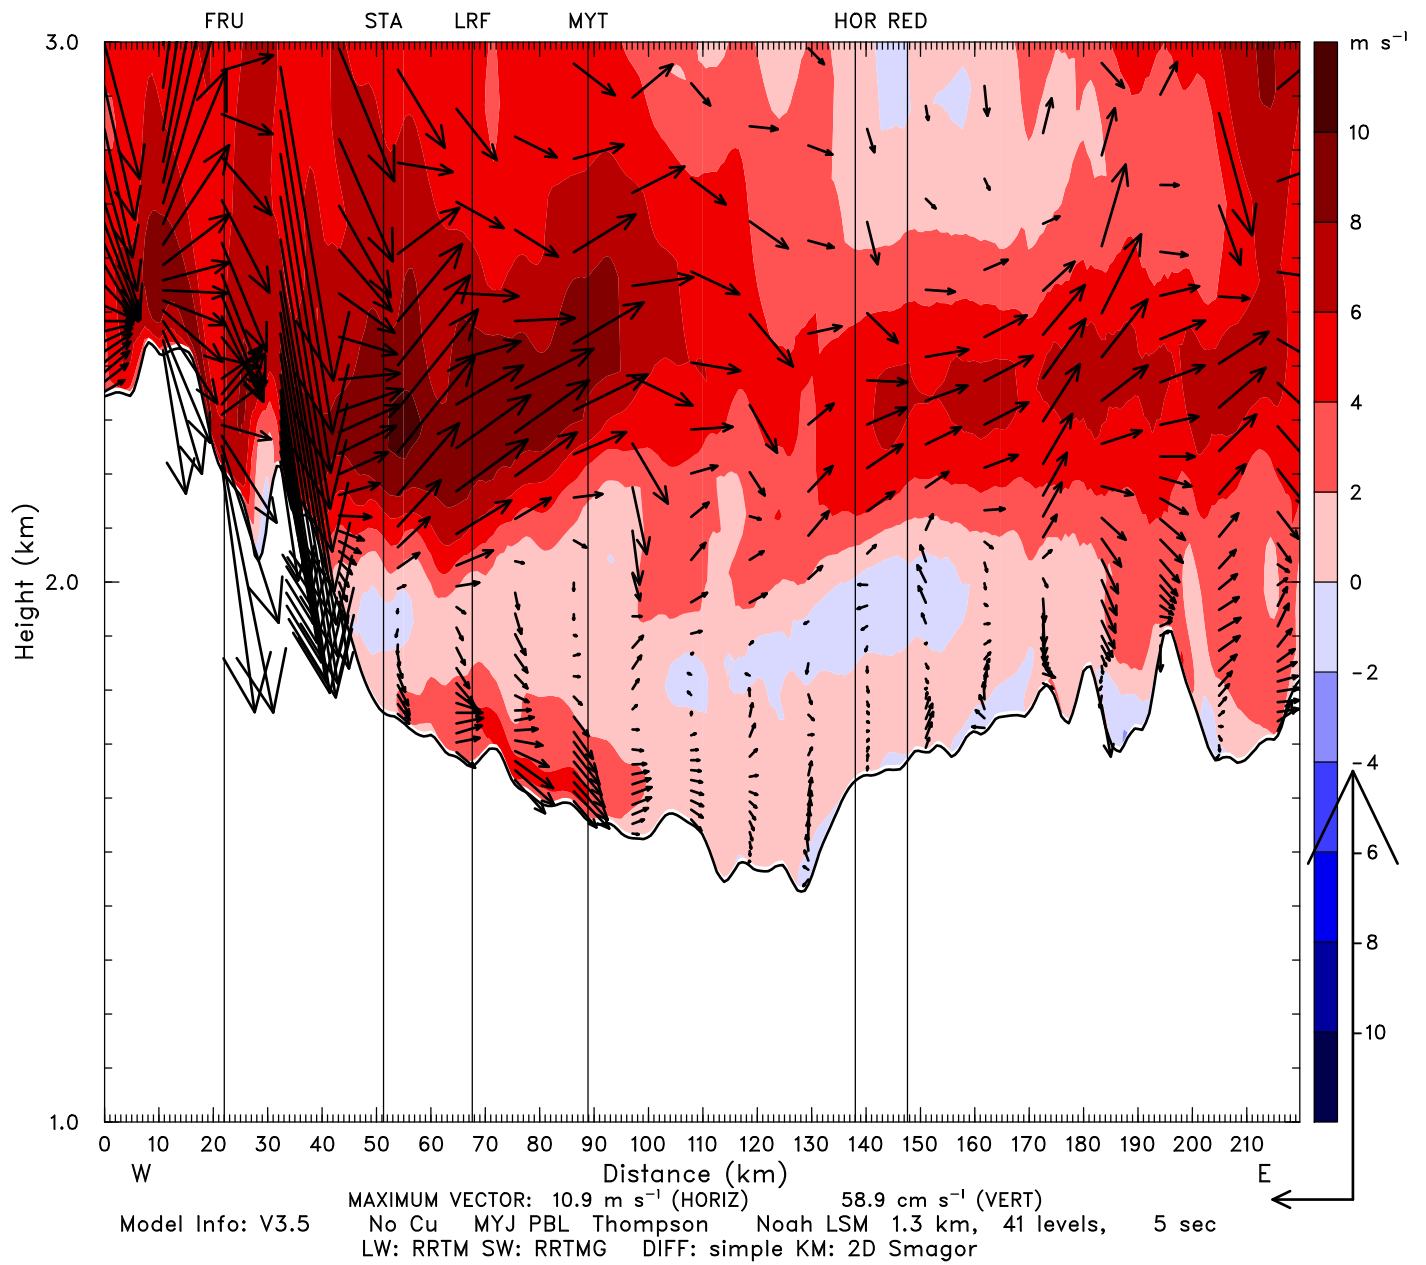 FRU STA LRF MYT HOR RED
3.0
2.0
1.0
Height (km)
m s⁻¹
10
8
6
4
2
0
-2
-4
-6
-8
-10
0 10 20 30 40 50 60 70 80 90 100 110 120 130 140 150 160 170 180 190 200 210
W Distance (km) E
MAXIMUM VECTOR: 10.9 m s⁻¹ (HORIZ) 58.9 cm s⁻¹ (VERT)
Model Info: V3.5 No Cu MYJ PBL Thompson Noah LSM 1.3 km, 41 levels, 5 sec
LW: RRTM SW: RRTMG DIFF: simple KM: 2D Smagor